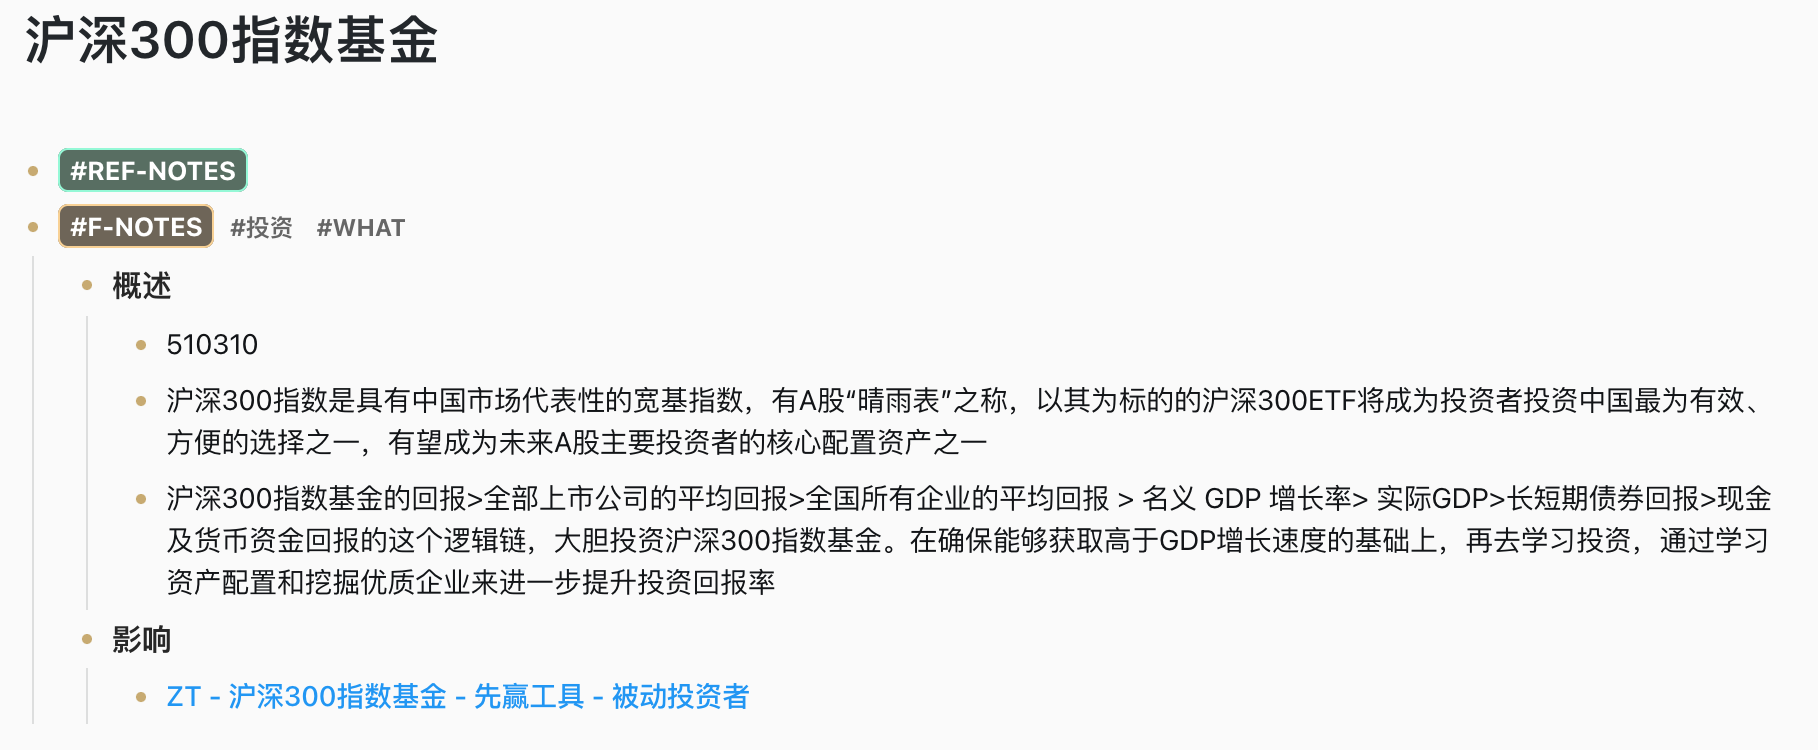 沪深300指数基金
#REF-NOTES
#F-NOTES #投资 #WHAT
概述
510310
沪深300指数是具有中国市场代表性的宽基指数，有A股“晴雨表”之称，以其为标的的沪深300ETF将成为投资者投资中国最为有效、
方便的选择之一，有望成为未来A股主要投资者的核心配置资产之一
沪深300指数基金的回报>全部上市公司的平均回报>全国所有企业的平均回报 > 名义 GDP 增长率> 实际GDP>长短期债券回报>现金
及货币资金回报的这个逻辑链，大胆投资沪深300指数基金。在确保能够获取高于GDP增长速度的基础上，再去学习投资，通过学习
资产配置和挖掘优质企业来进一步提升投资回报率
影响
ZT - 沪深300指数基金 - 先赢工具 - 被动投资者